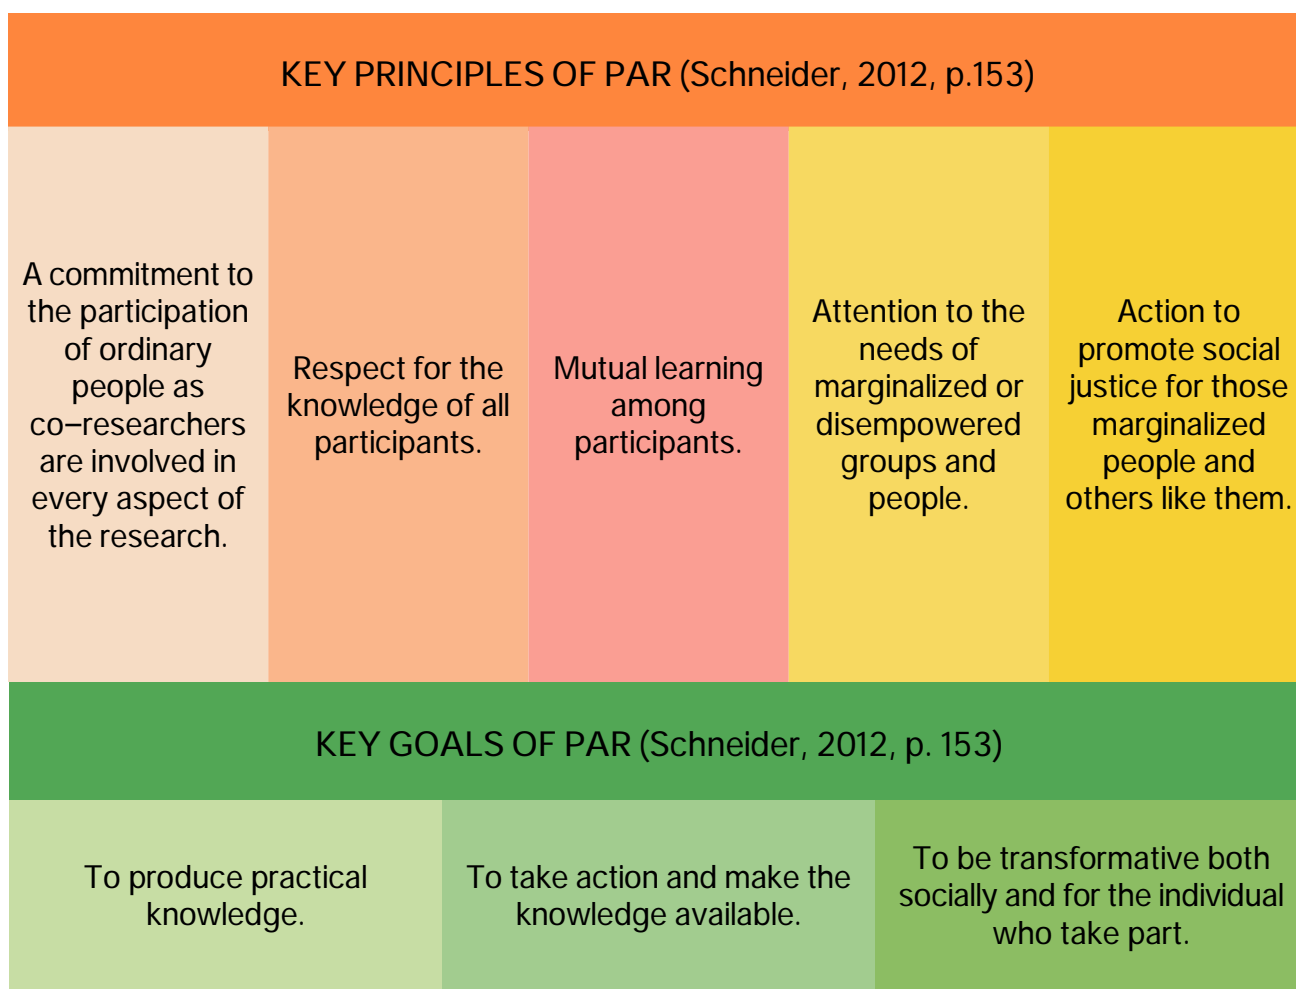 KEY PRINCIPLES OF PAR (Schneider, 2012, p.153)
A commitment to
the participation
of ordinary
people as
co−researchers
are involved in
every aspect of
the research.
Respect for the
knowledge of all
participants.
Mutual learning
among
participants.
Attention to the
needs of
marginalized or
disempowered
groups and
people.
Action to
promote social
justice for those
marginalized
people and
others like them.
KEY GOALS OF PAR (Schneider, 2012, p. 153)
To produce practical
knowledge.
To take action and make the
knowledge available.
To be transformative both
socially and for the individual
who take part.